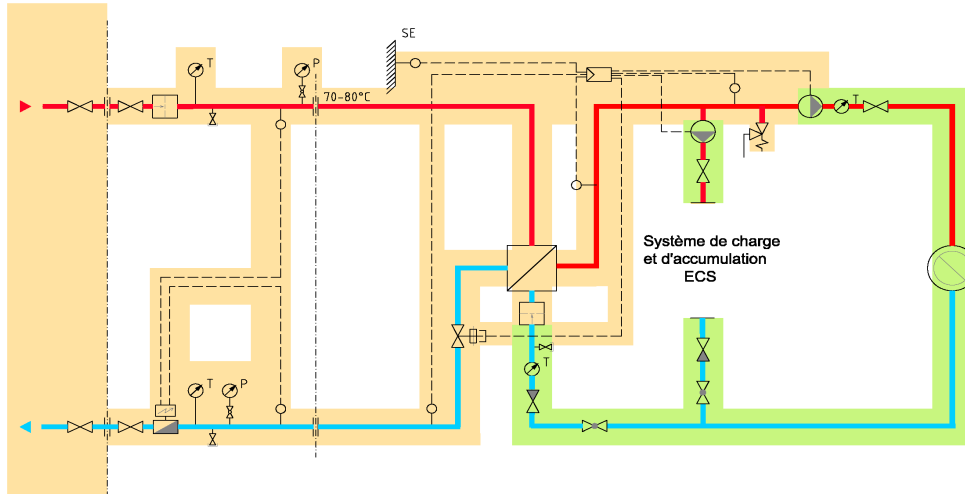 SE
T
P
70-80°C
T
Système de charge
et d'accumulation
ECS
T
T
P